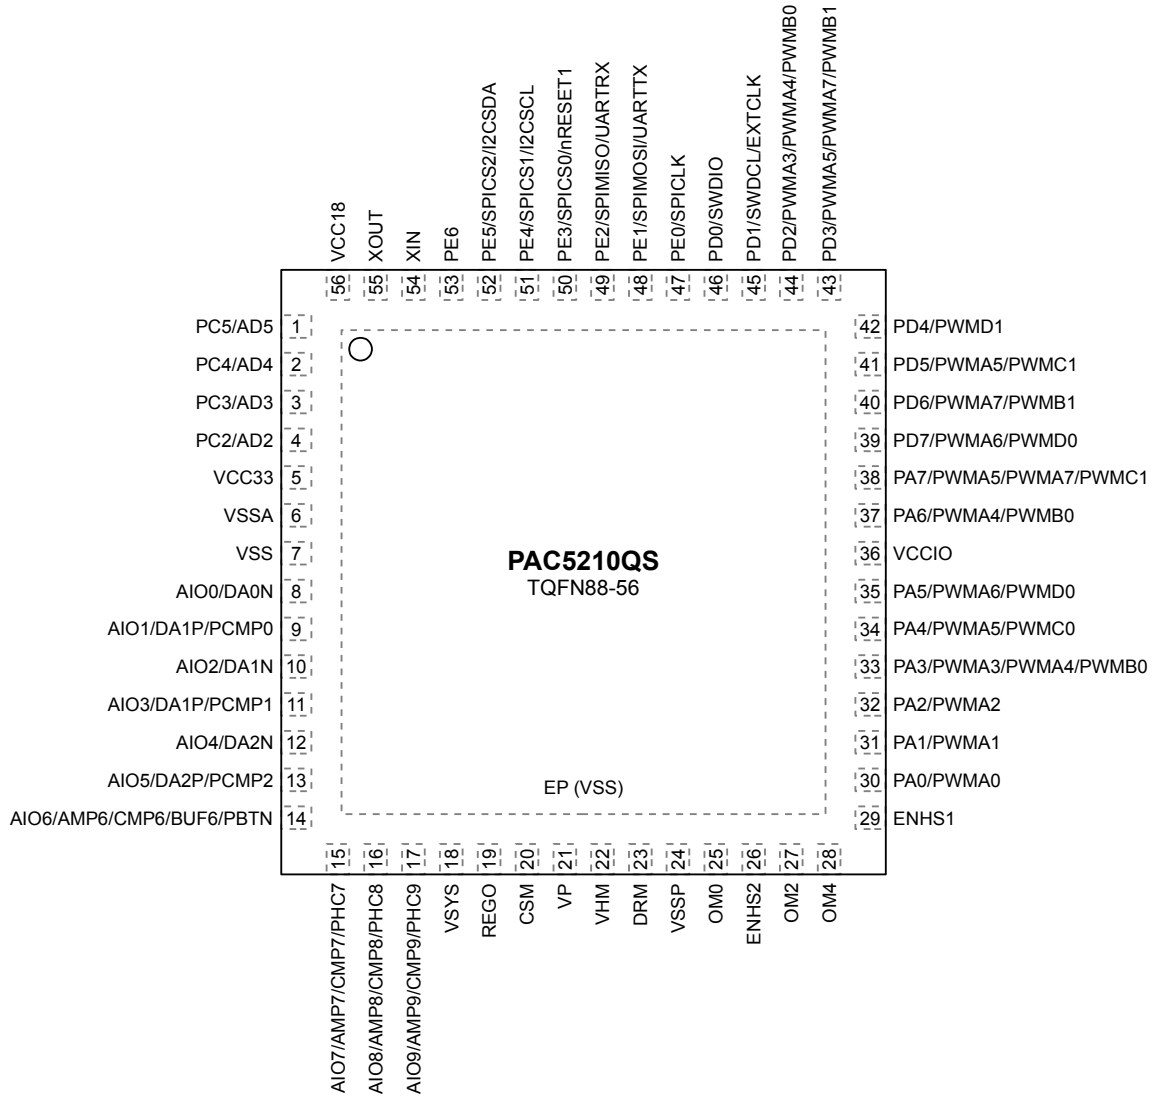 VCC18
XOUT
XIN
PE6
PE5/SPICS2/I2CSDA
PE4/SPICS1/I2CSCL
PE3/SPICS0/nRESET1
PE2/SPIMISO/UARTRX
PE1/SPIMOSI/UARTTX
PE0/SPICLK
PD0/SWDIO
PD1/SWDCL/EXTCLK
PD2/PWMA3/PWMA4/PWMB0
PD3/PWMA5/PWMA7/PWMB1
56
55
54
53
52
51
50
49
48
47
46
45
44
43
PC5/AD5 1
PC4/AD4 2
PC3/AD3 3
PC2/AD2 4
VCC33 5
VSSA 6
VSS 7
AIO0/DA0N 8
AIO1/DA1P/PCMP0 9
AIO2/DA1N 10
AIO3/DA1P/PCMP1 11
AIO4/DA2N 12
AIO5/DA2P/PCMP2 13
AIO6/AMP6/CMP6/BUF6/PBTN 14
PAC5210QS
TQFN88-56
EP (VSS)
42 PD4/PWMD1
41 PD5/PWMA5/PWMC1
40 PD6/PWMA7/PWMB1
39 PD7/PWMA6/PWMD0
38 PA7/PWMA5/PWMA7/PWMC1
37 PA6/PWMA4/PWMB0
36 VCCIO
35 PA5/PWMA6/PWMD0
34 PA4/PWMA5/PWMC0
33 PA3/PWMA3/PWMA4/PWMB0
32 PA2/PWMA2
31 PA1/PWMA1
30 PA0/PWMA0
29 ENHS1
15
16
17
18
19
20
21
22
23
24
25
26
27
28
AIO7/AMP7/CMP7/PHC7
AIO8/AMP8/CMP8/PHC8
AIO9/AMP9/CMP9/PHC9
VSYS
REGO
CSM
VP
VHM
DRM
VSSP
OM0
ENHS2
OM2
OM4